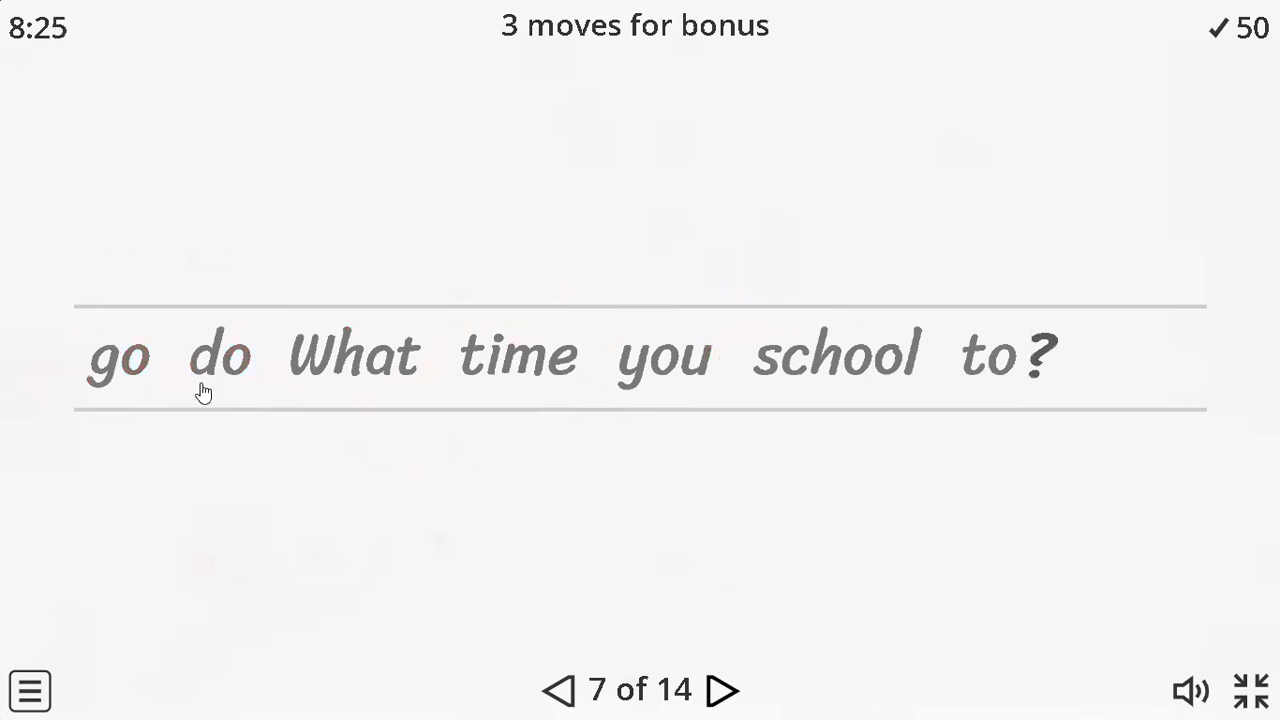 8:25
3 moves for bonus
✓ 50
go do What time you school to?
7 of 14